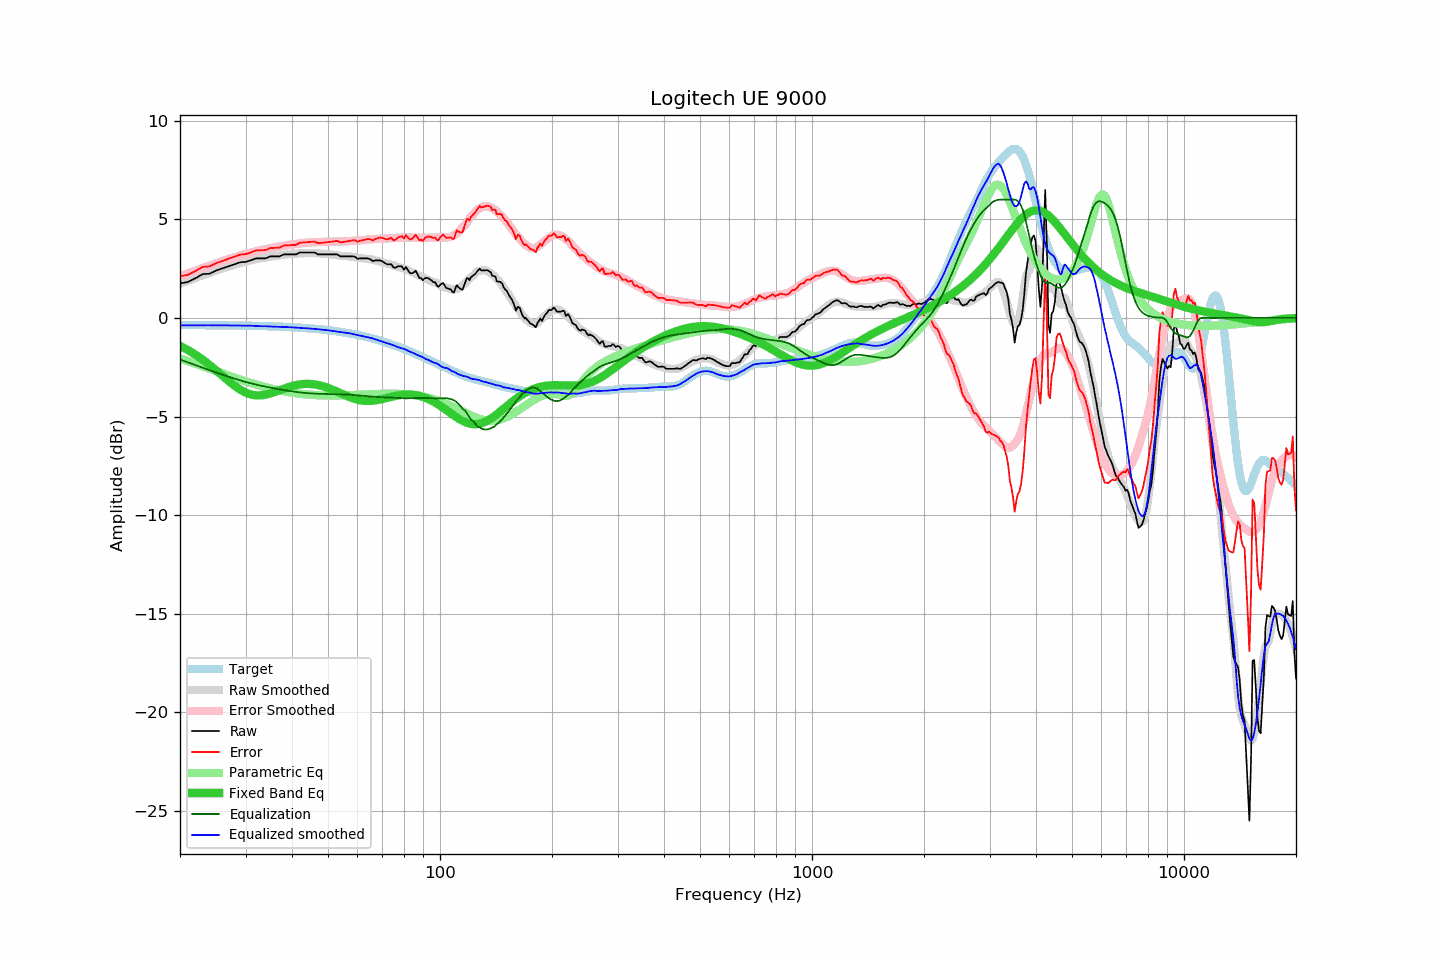 Logitech UE 9000
10
5
0
−5
−10
−15
−20
−25
Amplitude (dBr)
Target
Raw Smoothed
Error Smoothed
Raw
Error
Parametric Eq
Fixed Band Eq
Equalization
Equalized smoothed
100
1000
10000
Frequency (Hz)